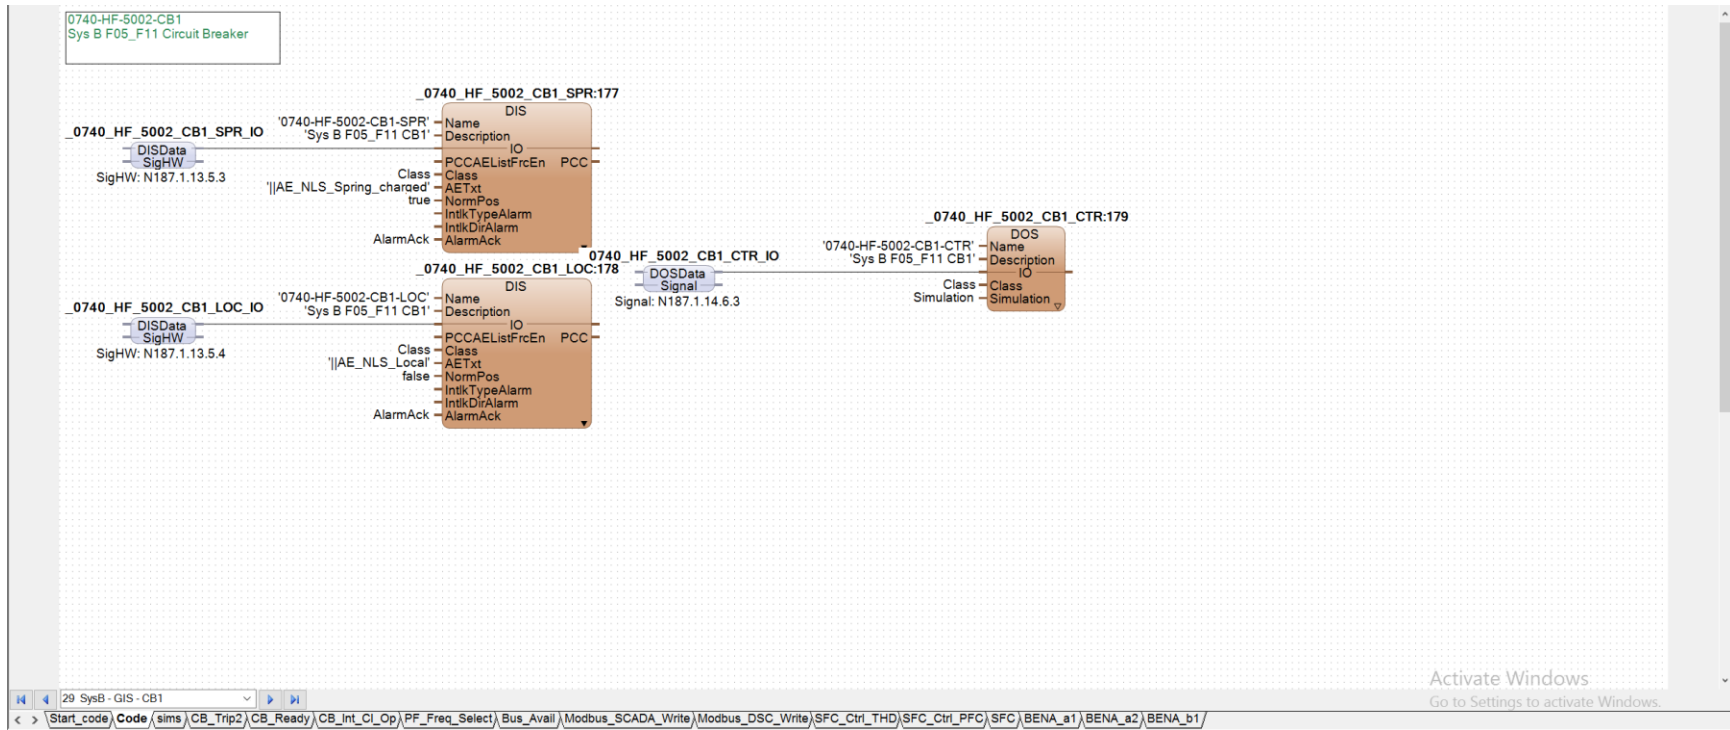 0740-HF-5002-CB1
Sys B F05_F11 Circuit Breaker
_0740_HF_5002_CB1_SPR:177
DIS
'0740-HF-5002-CB1-SPR' Name
'Sys B F05_F11 CB1' Description
IO
PCCAEListFrcEn PCC
Class Class
'||AE_NLS_Spring_charged' AETxt
true NormPos
IntlkTypeAlarm
IntlkDirAlarm
AlarmAck AlarmAck
_0740_HF_5002_CB1_SPR_IO
DISData
SigHW
SigHW: N187.1.13.5.3
_0740_HF_5002_CB1_LOC:178
DIS
'0740-HF-5002-CB1-LOC' Name
'Sys B F05_F11 CB1' Description
IO
PCCAEListFrcEn PCC
Class Class
'||AE_NLS_Local' AETxt
false NormPos
IntlkTypeAlarm
IntlkDirAlarm
AlarmAck AlarmAck
_0740_HF_5002_CB1_LOC_IO
DISData
SigHW
SigHW: N187.1.13.5.4
0740_HF_5002_CB1_CTR_IO
DOSData
Signal
Signal: N187.1.14.6.3
_0740_HF_5002_CB1_CTR:179
DOS
'0740-HF-5002-CB1-CTR' Name
'Sys B F05_F11 CB1' Description
IO
Class Class
Simulation Simulation
Activate Windows
Go to Settings to activate Windows.
29 SysB - GIS - CB1
Start_code Code sims CB_Trip2 CB_Ready CB_Int_Cl_Op PF_Freq_Select Bus_Avail Modbus_SCADA_Write Modbus_DSC_Write SFC_Ctrl_THD SFC_Ctrl_PFC SFC BENA_a1 BENA_a2 BENA_b1